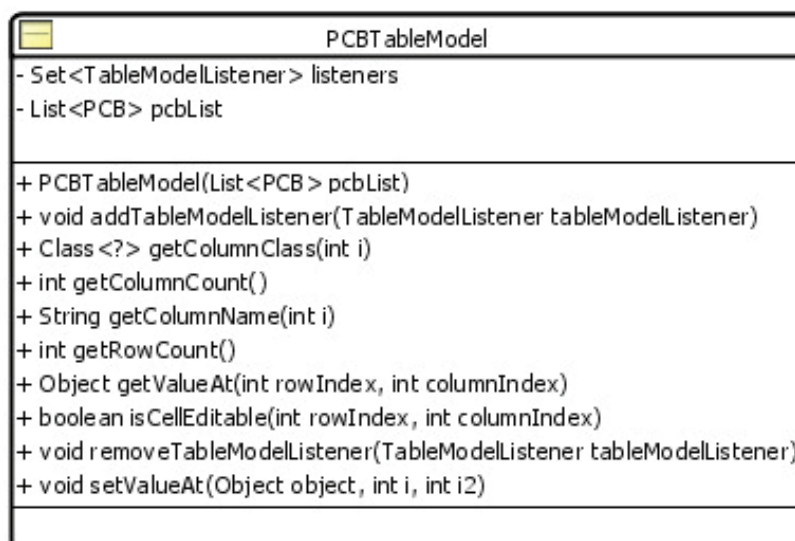 PCBTableModel
- Set<TableModelListener> listeners
- List<PCB> pcbList
+ PCBTableModel(List<PCB> pcbList)
+ void addTableModelListener(TableModelListener tableModelListener)
+ Class<?> getColumnClass(int i)
+ int getColumnCount()
+ String getColumnName(int i)
+ int getRowCount()
+ Object getValueAt(int rowIndex, int columnIndex)
+ boolean isCellEditable(int rowIndex, int columnIndex)
+ void removeTableModelListener(TableModelListener tableModelListener)
+ void setValueAt(Object object, int i, int i2)